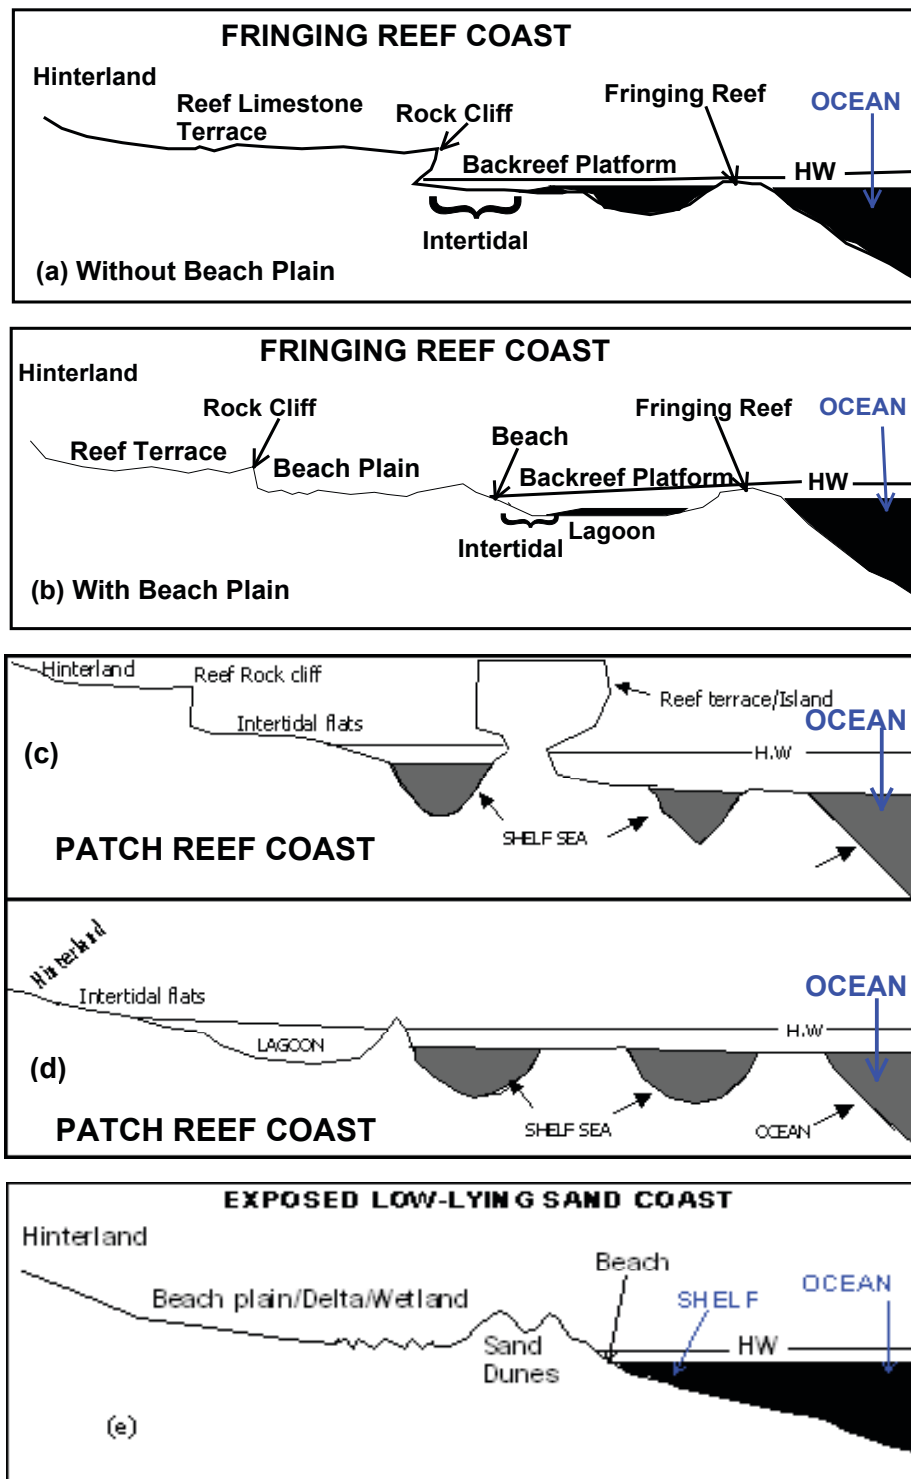 FRINGING REEF COAST
Hinterland
Reef Limestone
Terrace
Rock Cliff
Fringing Reef
OCEAN
Backreef Platform
HW
Intertidal
(a) Without Beach Plain
FRINGING REEF COAST
Hinterland
Rock Cliff
Fringing Reef
OCEAN
Reef Terrace
Beach Plain
Beach
Backreef Platform
HW
Intertidal
Lagoon
(b) With Beach Plain
Hinterland
Reef Rock cliff
Reef terrace/Island
Intertidal flats
OCEAN
(c)
H.W
SHELF SEA
PATCH REEF COAST
Hinterland
Intertidal flats
OCEAN
LAGOON
H.W
(d)
PATCH REEF COAST
SHELF SEA
OCEAN
EXPOSED LOW-LYING SAND COAST
Hinterland
Beach
OCEAN
Beach plain/Delta/Wetland
SHELF
Sand
Dunes
HW
(e)